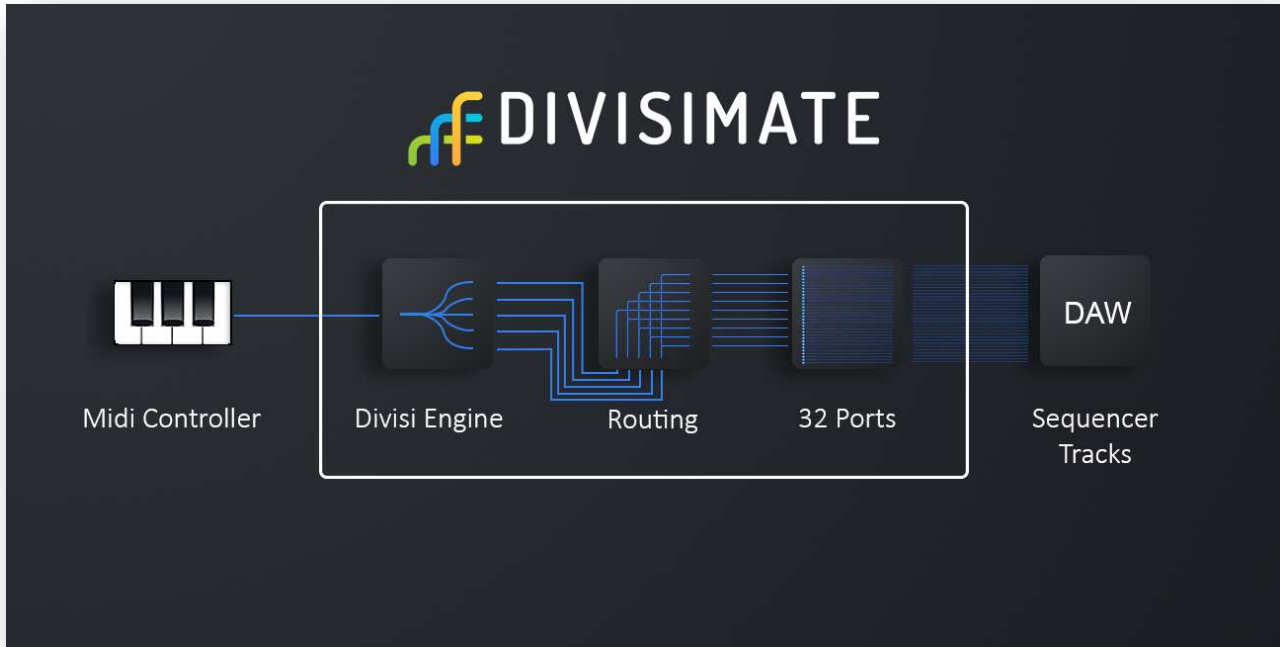 DIVISIMATE
DAW
Midi Controller
Divisi Engine
Routing
32 Ports
Sequencer
Tracks